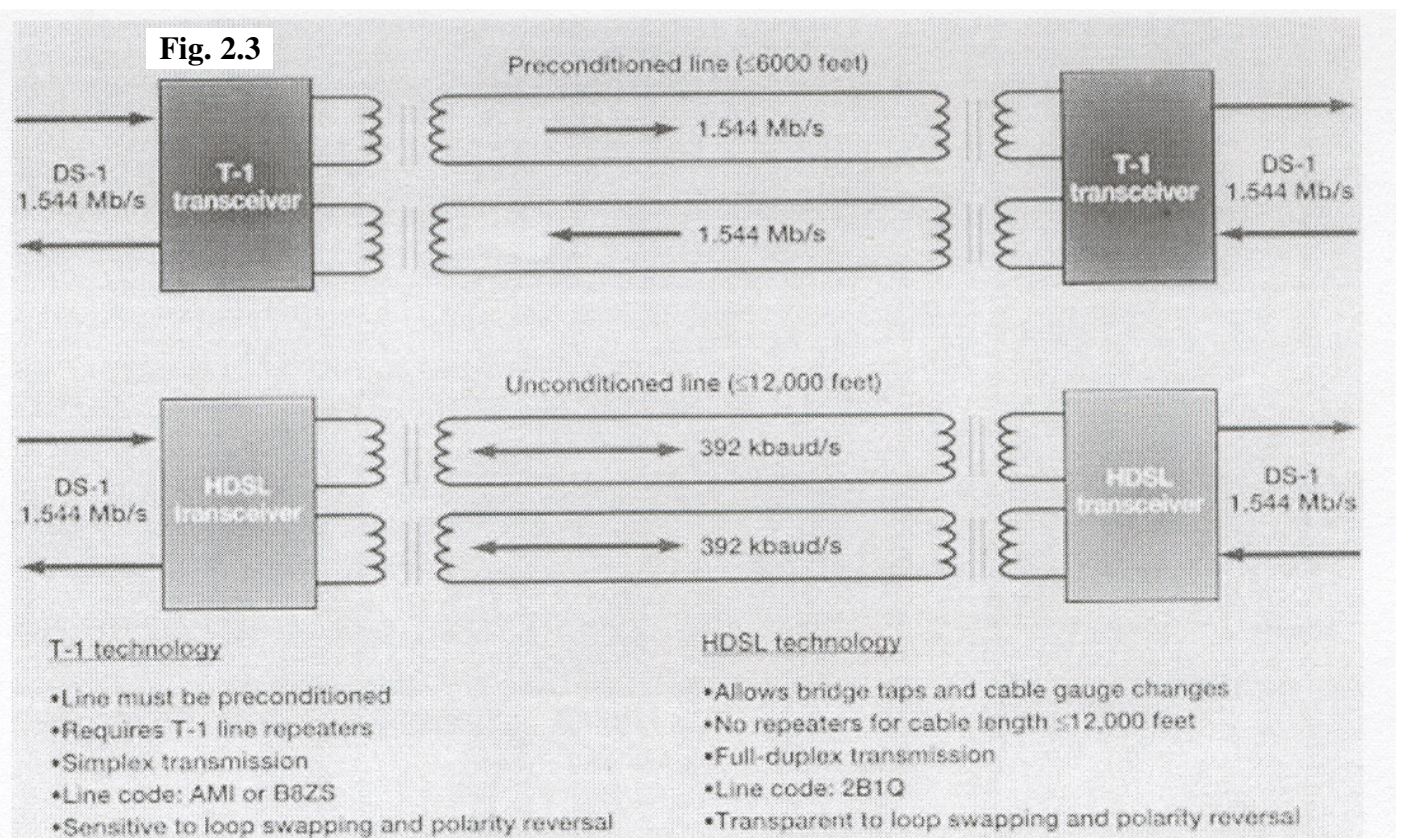 Fig. 2.3
Preconditioned line (≤6000 feet)
DS-1
1.544 Mb/s
T-1
transceiver
1.544 Mb/s
1.544 Mb/s
T-1
transceiver
DS-1
1.544 Mb/s
Unconditioned line (≤12,000 feet)
DS-1
1.544 Mb/s
HDSL
transceiver
392 kbaud/s
392 kbaud/s
HDSL
transceiver
DS-1
1.544 Mb/s
T-1 technology
•Line must be preconditioned
•Requires T-1 line repeaters
•Simplex transmission
•Line code: AMI or B8ZS
•Sensitive to loop swapping and polarity reversal
HDSL technology
•Allows bridge taps and cable gauge changes
•No repeaters for cable length ≤12,000 feet
•Full-duplex transmission
•Line code: 2B1Q
•Transparent to loop swapping and polarity reversal